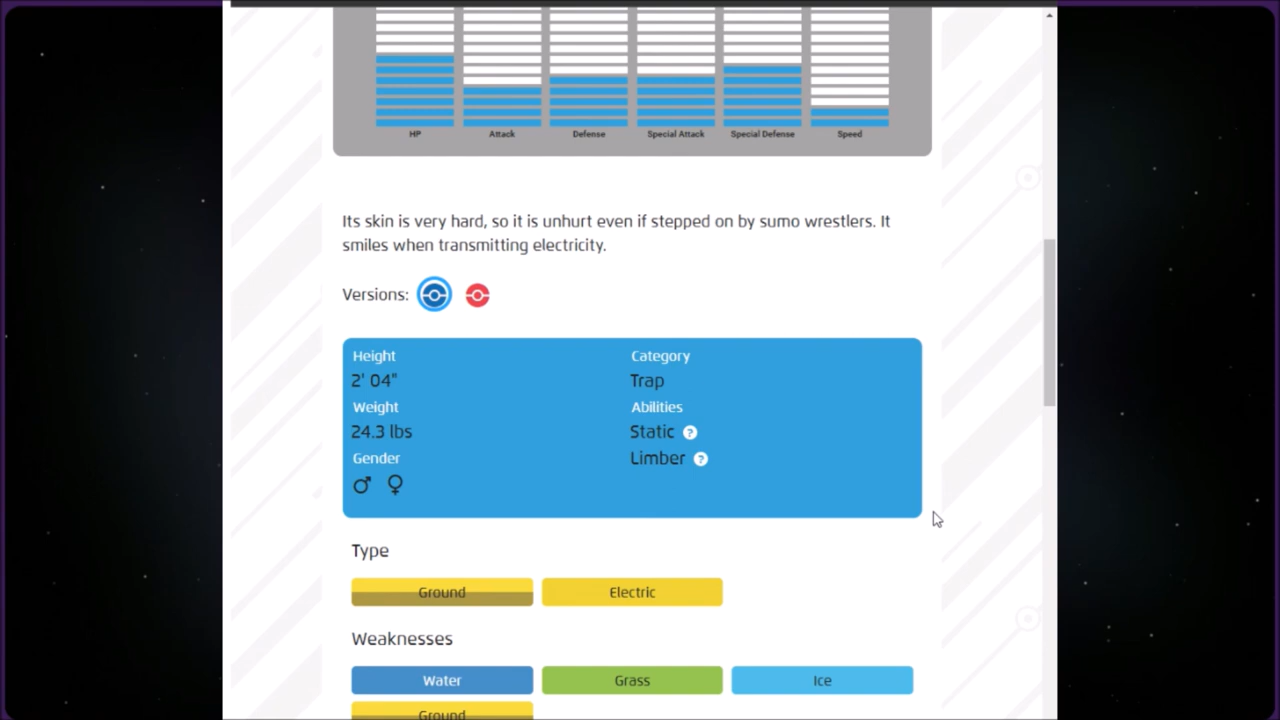 HP Attack Defense Special Attack Special Defense Speed
Its skin is very hard, so it is unhurt even if stepped on by sumo wrestlers. It
smiles when transmitting electricity.
Versions:
Height
2' 04"
Weight
24.3 lbs
Gender
Category
Trap
Abilities
Static ?
Limber ?
Type
Ground Electric
Weaknesses
Water Grass Ice
Ground